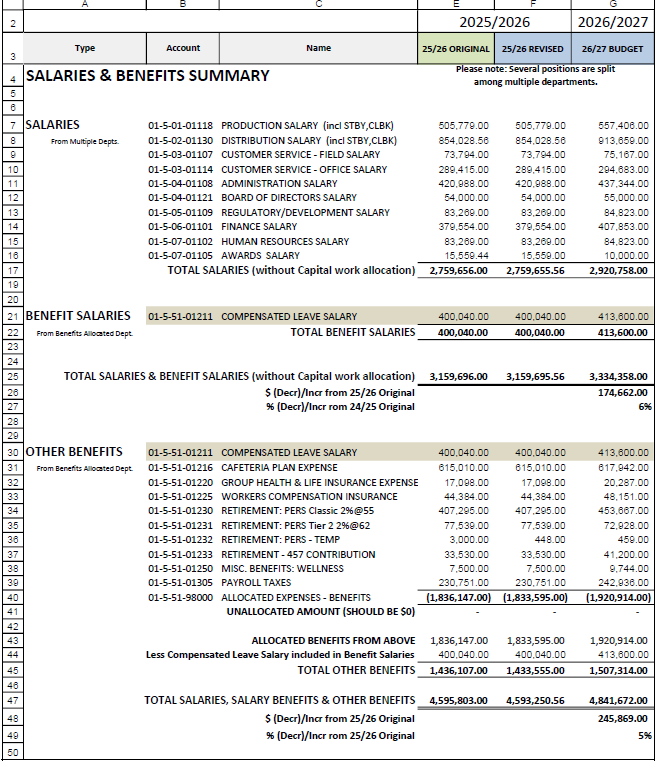 A B C E F G
2 2025/2026 2026/2027
3 Type Account Name 25/26 ORIGINAL 25/26 REVISED 26/27 BUDGET
4 SALARIES & BENEFITS SUMMARY Please note: Several positions are split
5 among multiple departments.
6
7 SALARIES 01-5-01-01118 PRODUCTION SALARY (incl STBY,CLBK) 505,779.00 505,779.00 557,406.00
8 From Multiple Depts. 01-5-02-01130 DISTRIBUTION SALARY (incl STBY,CLBK) 854,028.56 854,028.56 913,659.00
9 01-5-03-01107 CUSTOMER SERVICE - FIELD SALARY 73,794.00 73,794.00 75,167.00
10 01-5-03-01114 CUSTOMER SERVICE - OFFICE SALARY 289,415.00 289,415.00 294,683.00
11 01-5-04-01108 ADMINISTRATION SALARY 420,988.00 420,988.00 437,344.00
12 01-5-04-01121 BOARD OF DIRECTORS SALARY 54,000.00 54,000.00 55,000.00
13 01-5-05-01109 REGULATORY/DEVELOPMENT SALARY 83,269.00 83,269.00 84,823.00
14 01-5-06-01101 FINANCE SALARY 379,554.00 379,554.00 407,853.00
15 01-5-07-01102 HUMAN RESOURCES SALARY 83,269.00 83,269.00 84,823.00
16 01-5-07-01105 AWARDS SALARY 15,559.44 15,559.00 10,000.00
17 TOTAL SALARIES (without Capital work allocation) 2,759,656.00 2,759,655.56 2,920,758.00
19
20
21 BENEFIT SALARIES 01-5-51-01211 COMPENSATED LEAVE SALARY 400,040.00 400,040.00 413,600.00
22 From Benefits Allocated Dept. TOTAL BENEFIT SALARIES 400,040.00 400,040.00 413,600.00
23
24
25 TOTAL SALARIES & BENEFIT SALARIES (without Capital work allocation) 3,159,696.00 3,159,695.56 3,334,358.00
26 $ (Decr)/Incr from 25/26 Original 174,662.00
27 % (Decr)/Incr rom 24/25 Original 6%
28
29
30 OTHER BENEFITS 01-5-51-01211 COMPENSATED LEAVE SALARY 400,040.00 400,040.00 413,600.00
31 From Benefits Allocated Dept. 01-5-51-01216 CAFETERIA PLAN EXPENSE 615,010.00 615,010.00 617,942.00
32 01-5-51-01220 GROUP HEALTH & LIFE INSURANCE EXPENSE 17,098.00 17,098.00 20,287.00
33 01-5-51-01225 WORKERS COMPENSATION INSURANCE 44,384.00 44,384.00 48,151.00
34 01-5-51-01230 RETIREMENT: PERS Classic 2%@55 407,295.00 407,295.00 453,667.00
35 01-5-51-01231 RETIREMENT: PERS Tier 2 2%@62 77,539.00 77,539.00 72,928.00
36 01-5-51-01232 RETIREMENT: PERS - TEMP 3,000.00 448.00 459.00
37 01-5-51-01233 RETIREMENT - 457 CONTRIBUTION 33,530.00 33,530.00 41,200.00
38 01-5-51-01250 MISC. BENEFITS: WELLNESS 7,500.00 7,500.00 9,744.00
39 01-5-51-01305 PAYROLL TAXES 230,751.00 230,751.00 242,936.00
40 01-5-51-98000 ALLOCATED EXPENSES - BENEFITS (1,836,147.00) (1,833,595.00) (1,920,914.00)
41 UNALLOCATED AMOUNT (SHOULD BE $0) - - -
42
43 ALLOCATED BENEFITS FROM ABOVE 1,836,147.00 1,833,595.00 1,920,914.00
44 Less Compensated Leave Salary included in Benefit Salaries 400,040.00 400,040.00 413,600.00
45 TOTAL OTHER BENEFITS 1,436,107.00 1,433,555.00 1,507,314.00
46
47 TOTAL SALARIES, SALARY BENEFITS & OTHER BENEFITS 4,595,803.00 4,593,250.56 4,841,672.00
48 $ (Decr)/Incr rom 25/26 Original 245,869.00
49 % (Decr)/Incr rom 25/26 Original 5%
50